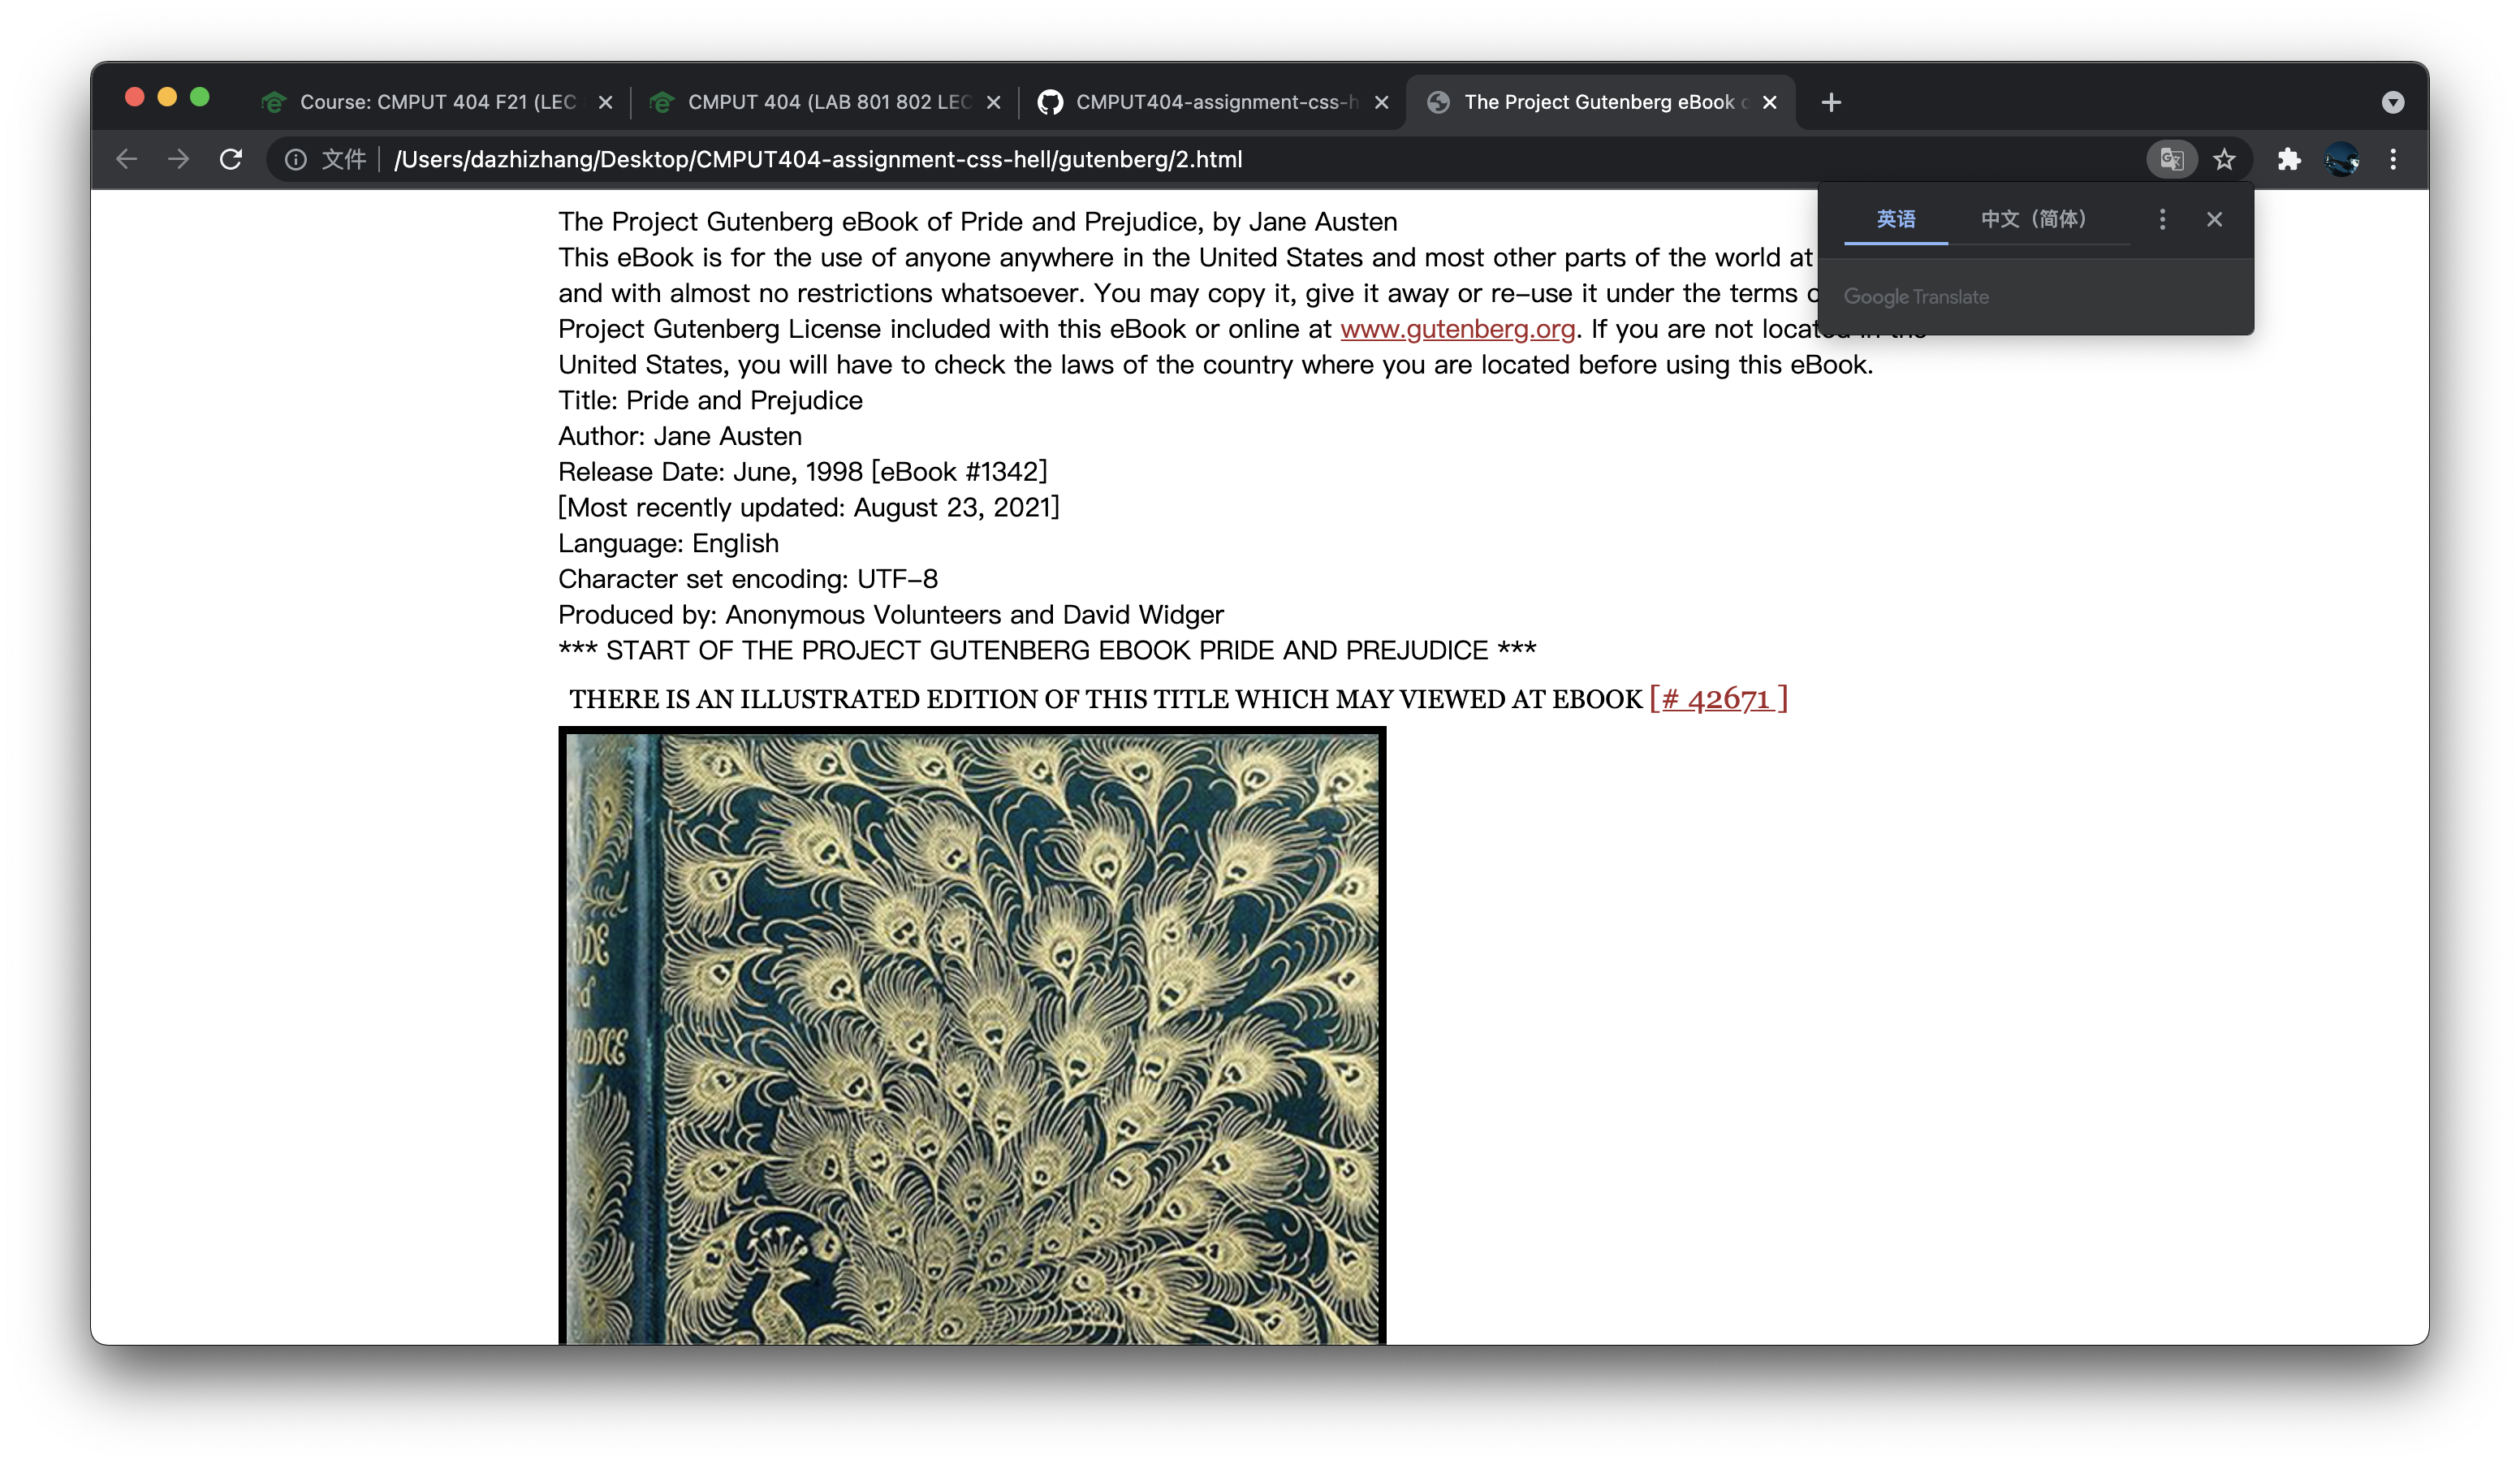 Course: CMPUT 404 F21 (LEC
CMPUT 404 (LAB 801 802 LEC
CMPUT404-assignment-css-h
The Project Gutenberg eBook
文件
/Users/dazhizhang/Desktop/CMPUT404-assignment-css-hell/gutenberg/2.html
英语
中文（简体）
Google Translate
The Project Gutenberg eBook of Pride and Prejudice, by Jane Austen
This eBook is for the use of anyone anywhere in the United States and most other parts of the world at
and with almost no restrictions whatsoever. You may copy it, give it away or re-use it under the terms
Project Gutenberg License included with this eBook or online at www.gutenberg.org. If you are not located in the
United States, you will have to check the laws of the country where you are located before using this eBook.
Title: Pride and Prejudice
Author: Jane Austen
Release Date: June, 1998 [eBook #1342]
[Most recently updated: August 23, 2021]
Language: English
Character set encoding: UTF-8
Produced by: Anonymous Volunteers and David Widger
*** START OF THE PROJECT GUTENBERG EBOOK PRIDE AND PREJUDICE ***
THERE IS AN ILLUSTRATED EDITION OF THIS TITLE WHICH MAY VIEWED AT EBOOK [# 42671 ]